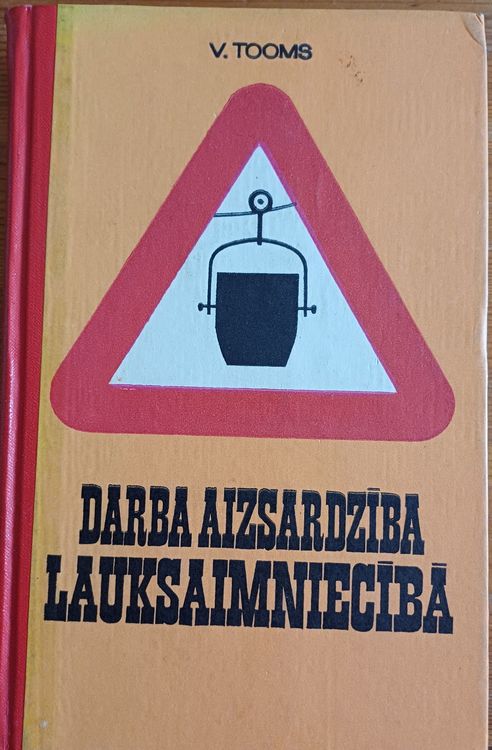 V. TOOMS
DARBA AIZSARDZĪBA
LAUKSAIMNIECĪBĀ